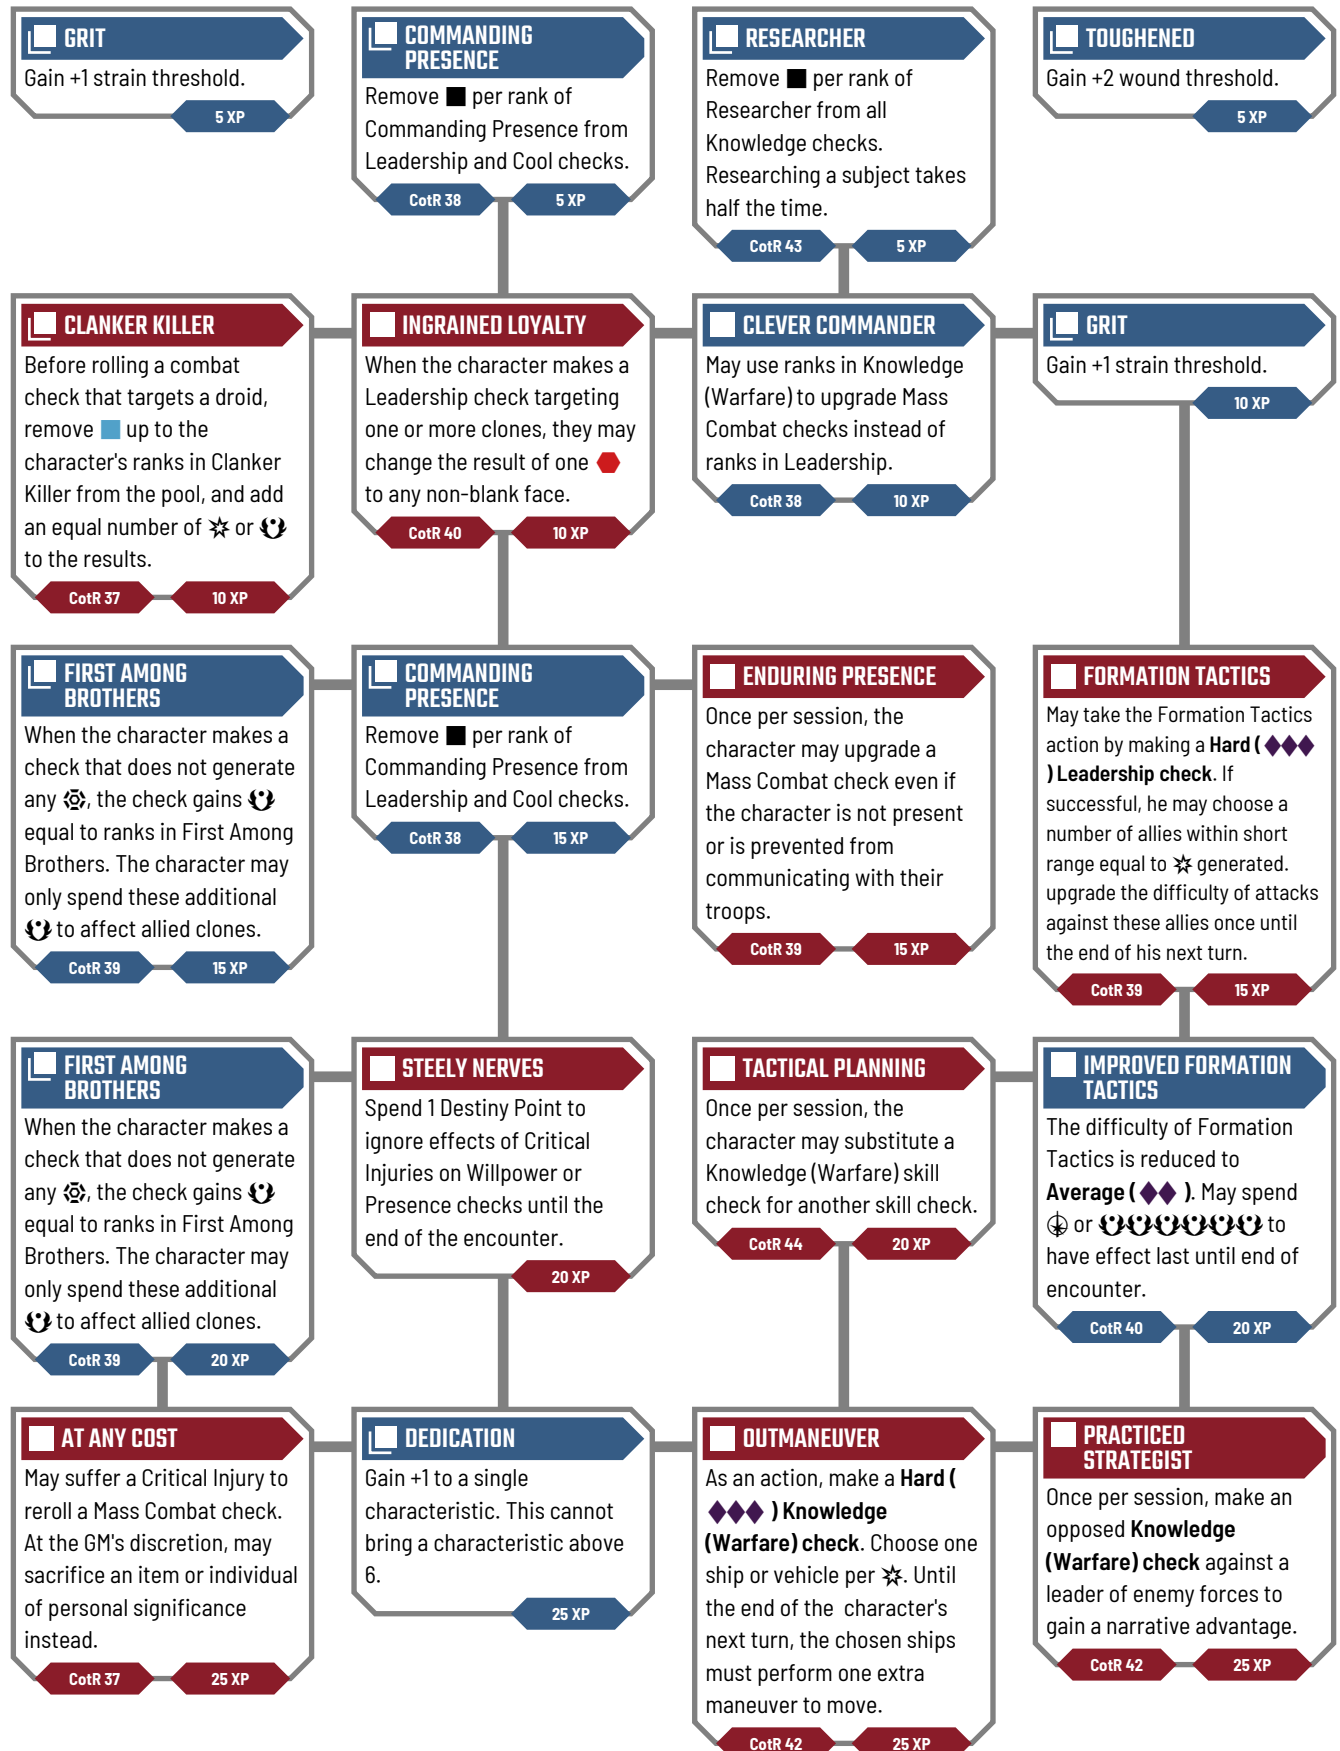 GRIT
Gain +1 strain threshold.
5 XP
COMMANDING
PRESENCE
Remove per rank of
Commanding Presence from
Leadership and Cool checks.
CotR 38
5 XP
RESEARCHER
Remove per rank of
Researcher from all
Knowledge checks.
Researching a subject takes
half the time.
CotR 43
5 XP
TOUGHENED
Gain +2 wound threshold.
5 XP
CLANKER KILLER
Before rolling a combat
check that targets a droid,
remove up to the
character's ranks in Clanker
Killer from the pool, and add
an equal number of or
to the results.
CotR 37
10 XP
INGRAINED LOYALTY
When the character makes a
Leadership check targeting
one or more clones, they may
change the result of one
to any non-blank face.
CotR 40
10 XP
CLEVER COMMANDER
May use ranks in Knowledge
(Warfare) to upgrade Mass
Combat checks instead of
ranks in Leadership.
CotR 38
10 XP
GRIT
Gain +1 strain threshold.
10 XP
FIRST AMONG
BROTHERS
When the character makes a
check that does not generate
any , the check gains
equal to ranks in First Among
Brothers. The character may
only spend these additional
to affect allied clones.
CotR 39
15 XP
COMMANDING
PRESENCE
Remove per rank of
Commanding Presence from
Leadership and Cool checks.
CotR 38
15 XP
ENDURING PRESENCE
Once per session, the
character may upgrade a
Mass Combat check even if
the character is not present
or is prevented from
communicating with their
troops.
CotR 39
15 XP
FORMATION TACTICS
May take the Formation Tactics
action by making a Hard (
) Leadership check. If
successful, he may choose a
number of allies within short
range equal to generated.
upgrade the difficulty of attacks
against these allies once until
the end of his next turn.
CotR 39
15 XP
FIRST AMONG
BROTHERS
When the character makes a
check that does not generate
any , the check gains
equal to ranks in First Among
Brothers. The character may
only spend these additional
to affect allied clones.
CotR 39
20 XP
STEELY NERVES
Spend 1 Destiny Point to
ignore effects of Critical
Injuries on Willpower or
Presence checks until the
end of the encounter.
20 XP
TACTICAL PLANNING
Once per session, the
character may substitute a
Knowledge (Warfare) skill
check for another skill check.
CotR 44
20 XP
IMPROVED FORMATION
TACTICS
The difficulty of Formation
Tactics is reduced to
Average ( ). May spend
or to
have effect last until end of
encounter.
CotR 40
20 XP
AT ANY COST
May suffer a Critical Injury to
reroll a Mass Combat check.
At the GM's discretion, may
sacrifice an item or individual
of personal significance
instead.
CotR 37
25 XP
DEDICATION
Gain +1 to a single
characteristic. This cannot
bring a characteristic above
6.
25 XP
OUTMANEUVER
As an action, make a Hard (
) Knowledge
(Warfare) check. Choose one
ship or vehicle per . Until
the end of the character's
next turn, the chosen ships
must perform one extra
maneuver to move.
CotR 42
25 XP
PRACTICED
STRATEGIST
Once per session, make an
opposed Knowledge
(Warfare) check against a
leader of enemy forces to
gain a narrative advantage.
CotR 42
25 XP